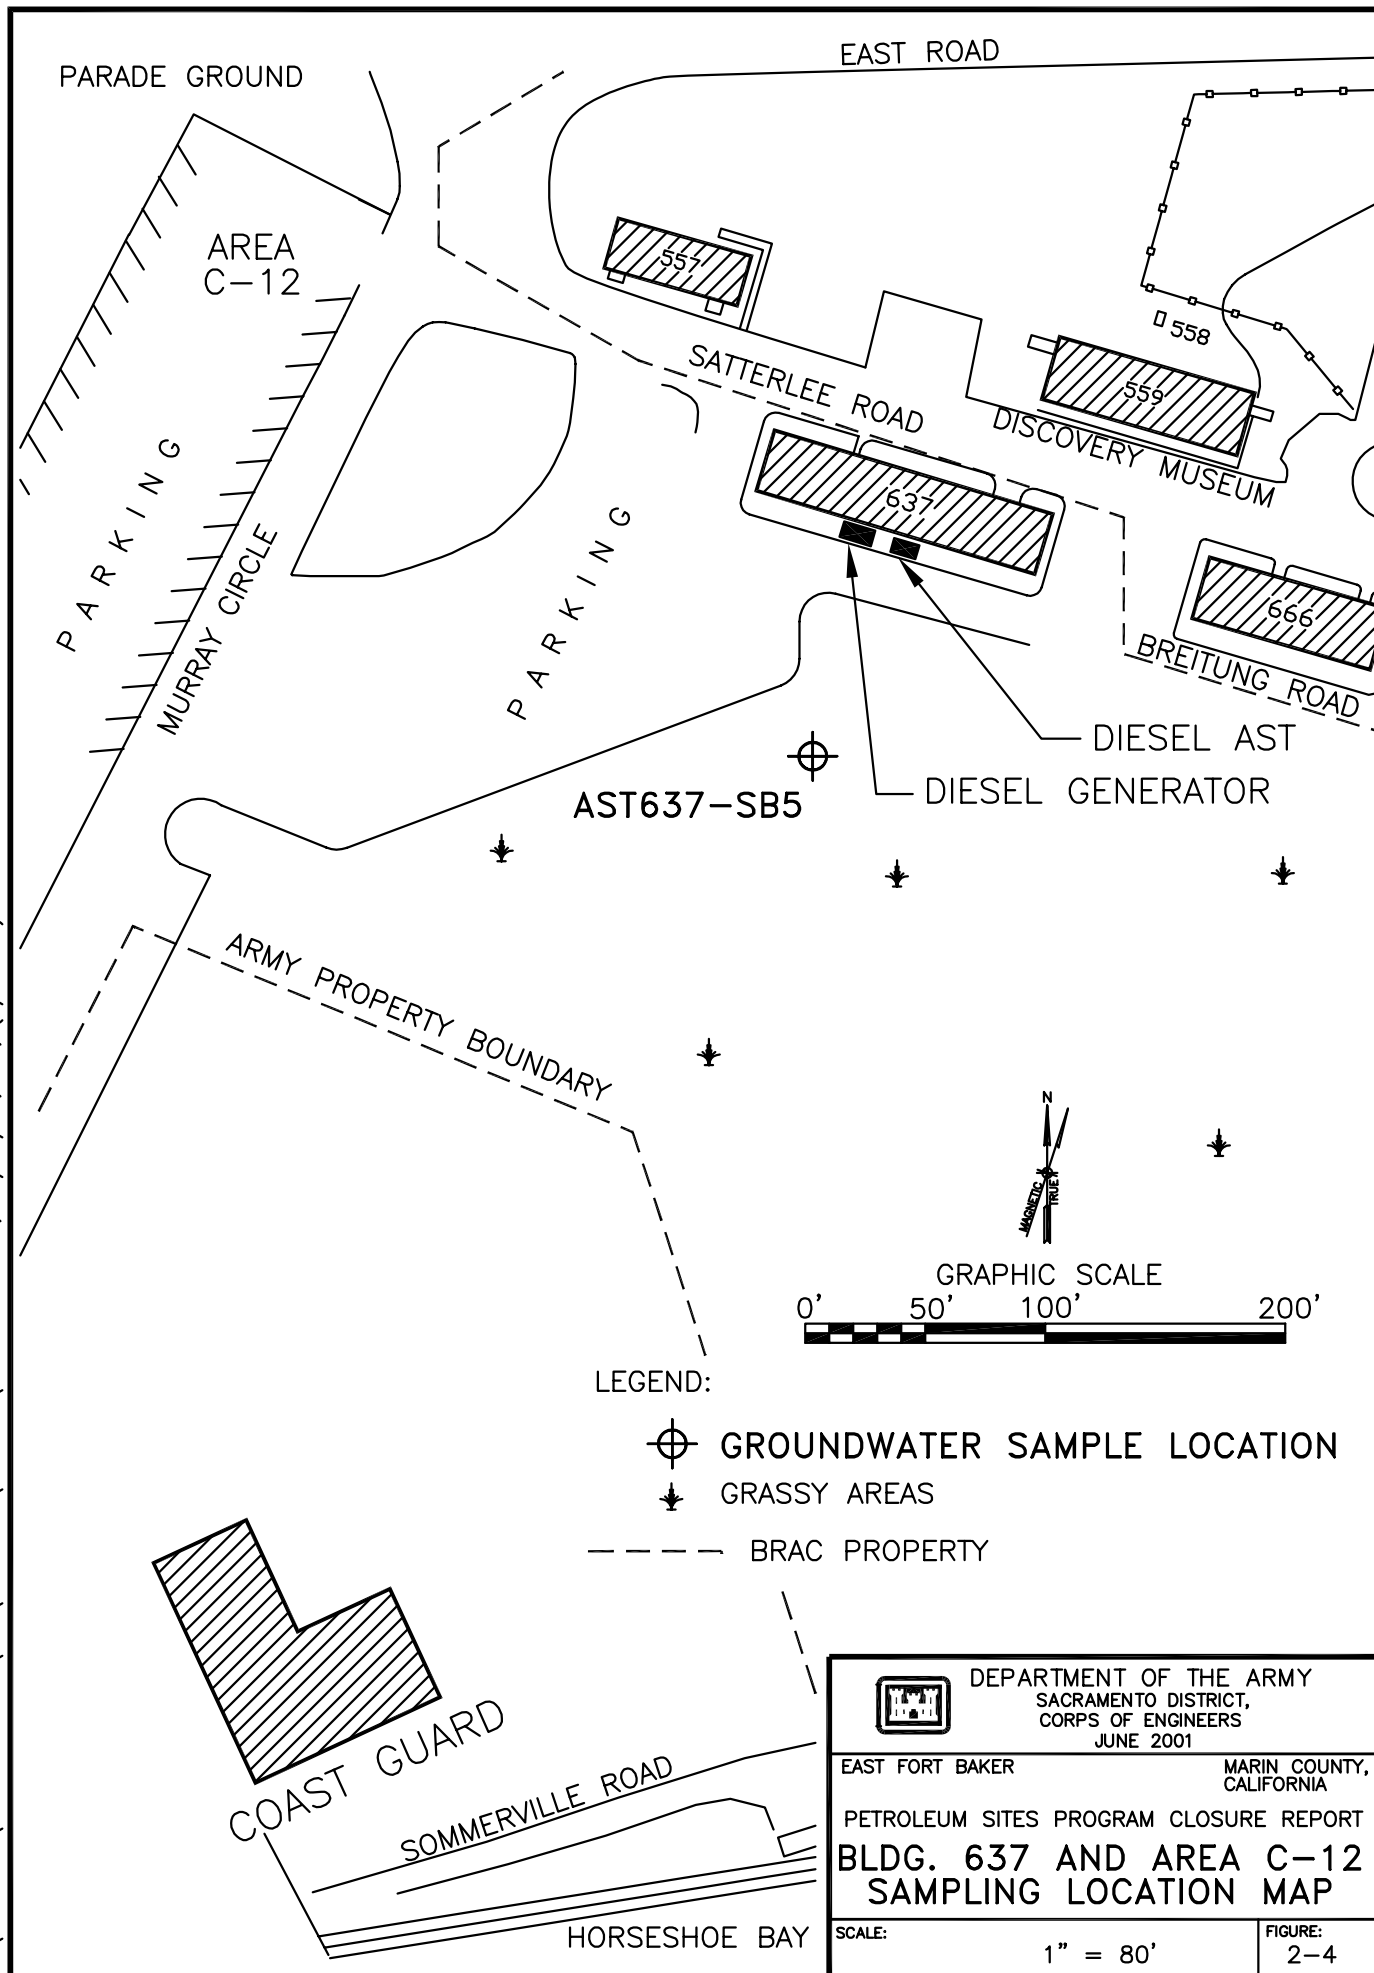 EAST ROAD
PARADE GROUND
AREA
C-12
557
558
SATTERLEE ROAD
559
DISCOVERY MUSEUM
PARKING
637
PARKING
MURRAY CIRCLE
666
BREITUNG ROAD
DIESEL AST
DIESEL GENERATOR
AST637-SB5
ARMY PROPERTY BOUNDARY
N
MAGNETIC
TRUE
GRAPHIC SCALE
0' 50' 100' 200'
LEGEND:
GROUNDWATER SAMPLE LOCATION
GRASSY AREAS
BRAC PROPERTY
COAST GUARD
SOMMERVILLE ROAD
HORSESHOE BAY
DEPARTMENT OF THE ARMY
SACRAMENTO DISTRICT,
CORPS OF ENGINEERS
JUNE 2001
EAST FORT BAKER
MARIN COUNTY,
CALIFORNIA
PETROLEUM SITES PROGRAM CLOSURE REPORT
BLDG. 637 AND AREA C-12
SAMPLING LOCATION MAP
SCALE:
1" = 80'
FIGURE:
2-4